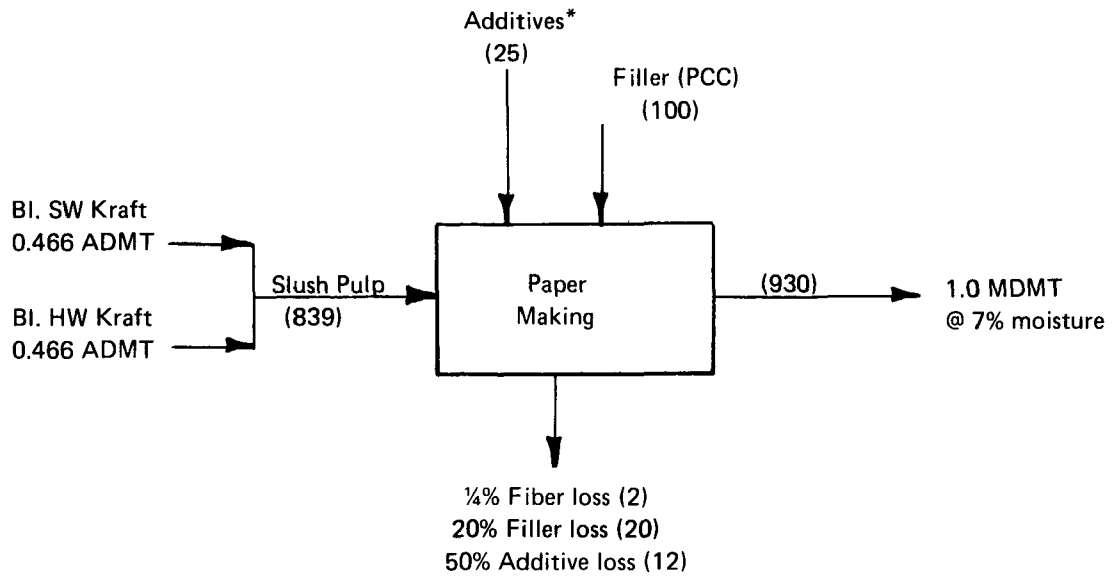 Additives*
(25)
Filler (PCC)
(100)
Bl. SW Kraft
0.466 ADMT
Bl. HW Kraft
0.466 ADMT
Slush Pulp
(839)
Paper
Making
(930)
1.0 MDMT
@ 7% moisture
¼% Fiber loss (2)
20% Filler loss (20)
50% Additive loss (12)